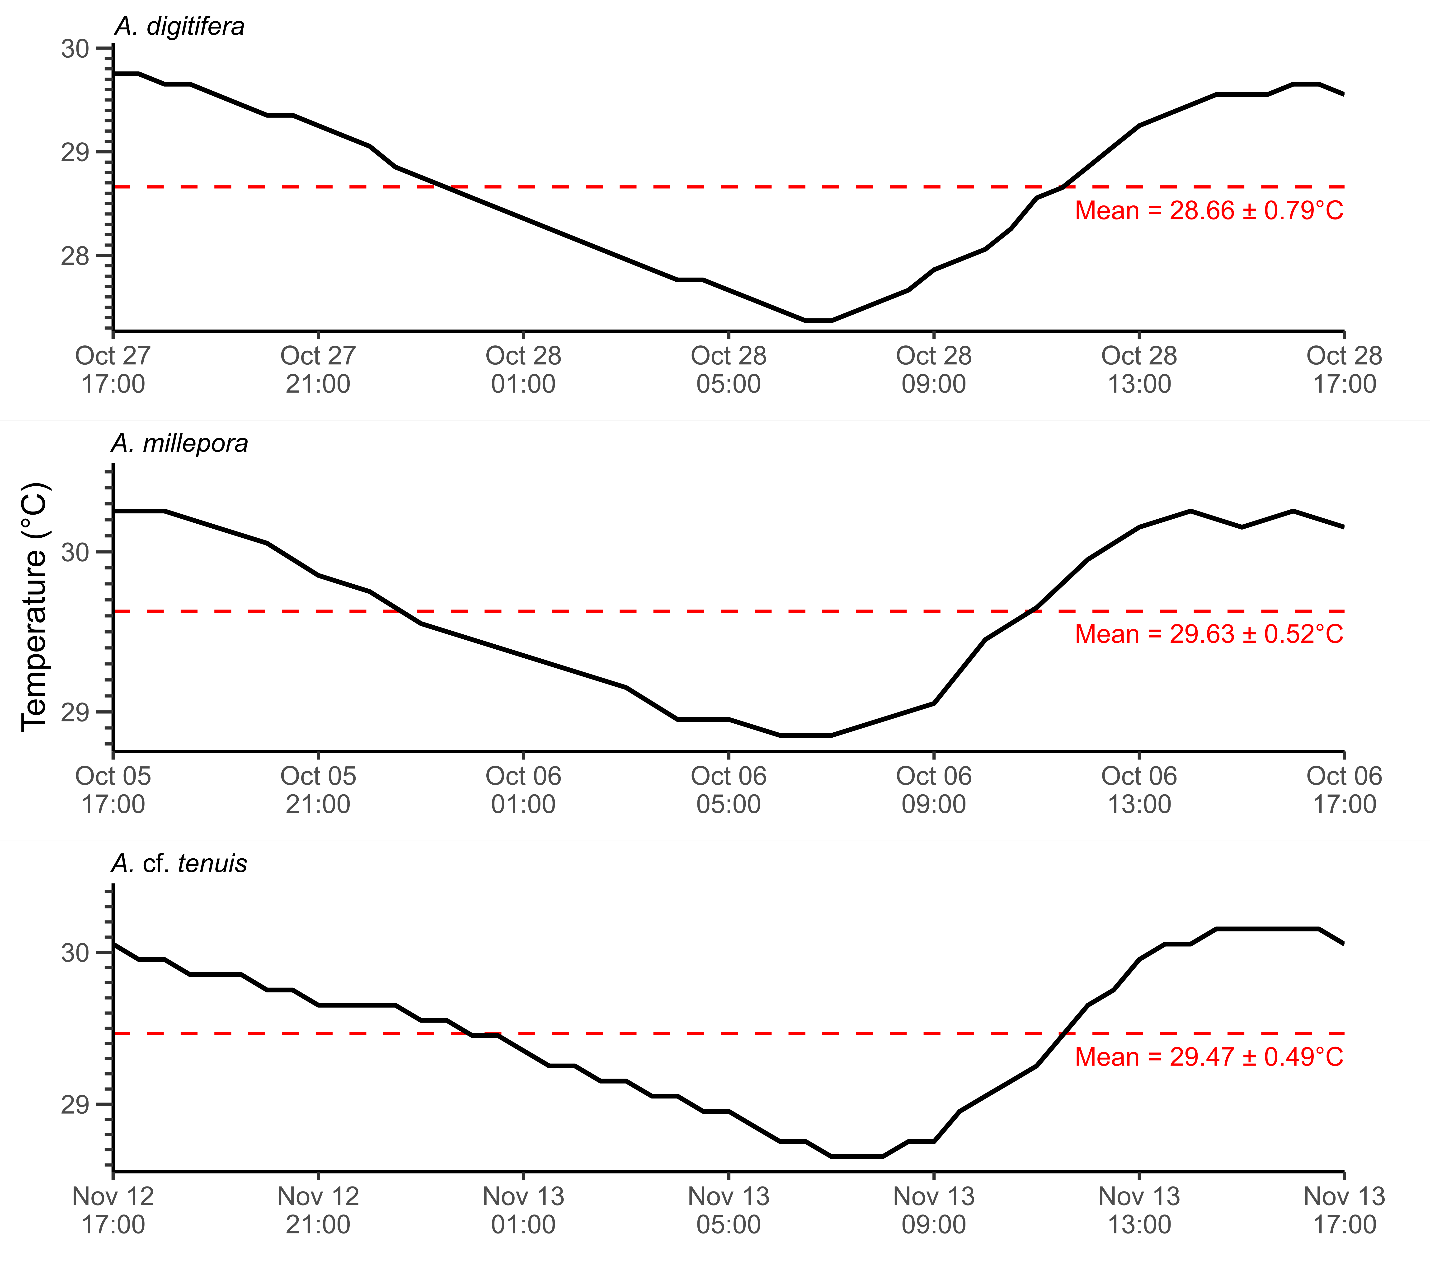 A. digitifera
30
29
28
Mean = 28.66 ± 0.79°C
Oct 27 Oct 27 Oct 28 Oct 28 Oct 28 Oct 28 Oct 28
17:00 21:00 01:00 05:00 09:00 13:00 17:00
A. millepora
Temperature (°C)
30
29
Mean = 29.63 ± 0.52°C
Oct 05 Oct 05 Oct 06 Oct 06 Oct 06 Oct 06 Oct 06
17:00 21:00 01:00 05:00 09:00 13:00 17:00
A. cf. tenuis
30
29
Mean = 29.47 ± 0.49°C
Nov 12 Nov 12 Nov 13 Nov 13 Nov 13 Nov 13 Nov 13
17:00 21:00 01:00 05:00 09:00 13:00 17:00